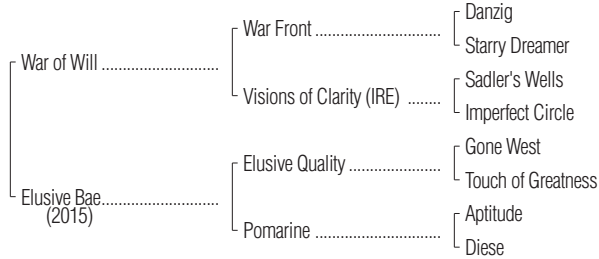 Danzig
War Front ................................
Starry Dreamer
War of Will ..............................
Sadler's Wells
Visions of Clarity (IRE) ........
Imperfect Circle
Gone West
Elusive Quality .......................
Touch of Greatness
Elusive Bae.............................
(2015)
Aptitude
Pomarine ................................
Diese